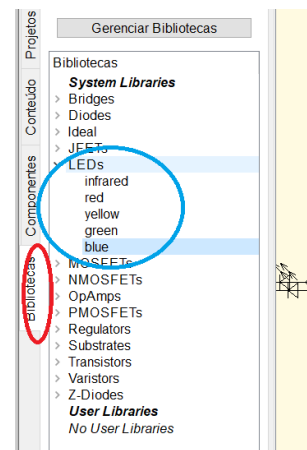 Projetos
Conteúdo
Componentes
Bibliotecas
Gerenciar Bibliotecas
Bibliotecas
System Libraries
Bridges
Diodes
Ideal
JFETs
LEDs
infrared
red
yellow
green
blue
MOSFETs
NMOSFETs
OpAmps
PMOSFETs
Regulators
Substrates
Transistors
Varistors
Z-Diodes
User Libraries
No User Libraries